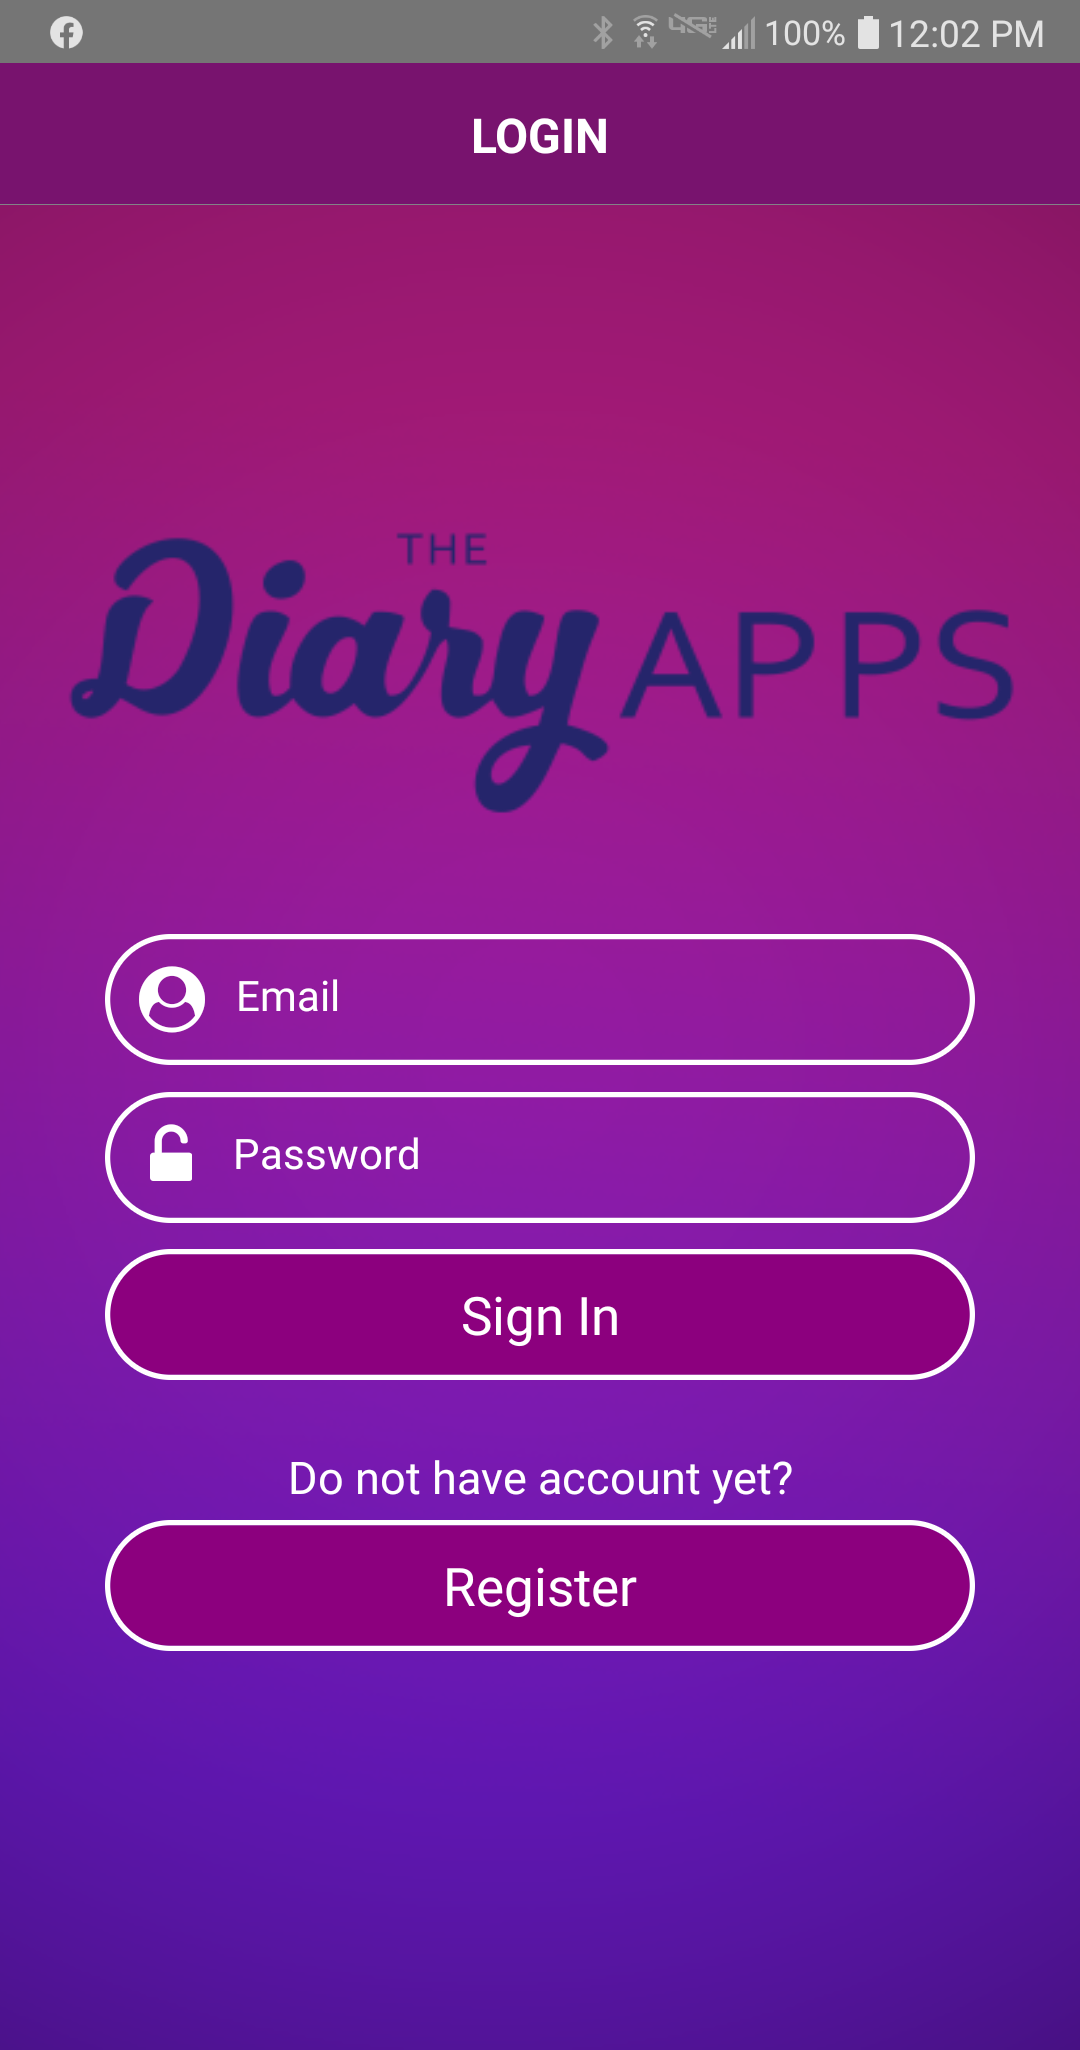 100% 12:02 PM
LOGIN
THE
Diary APPS
Email
Password
Sign In
Do not have account yet?
Register